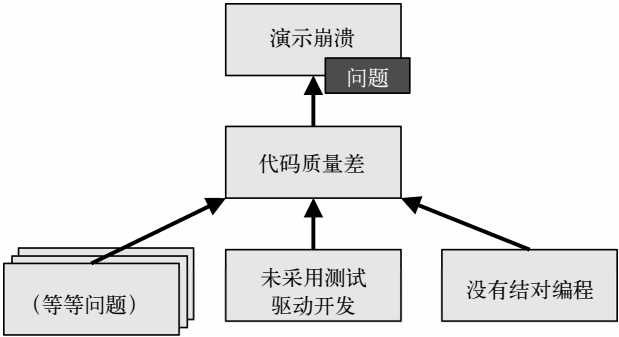 演示崩溃
问题
代码质量差
（等等问题）
未采用测试
驱动开发
没有结对编程